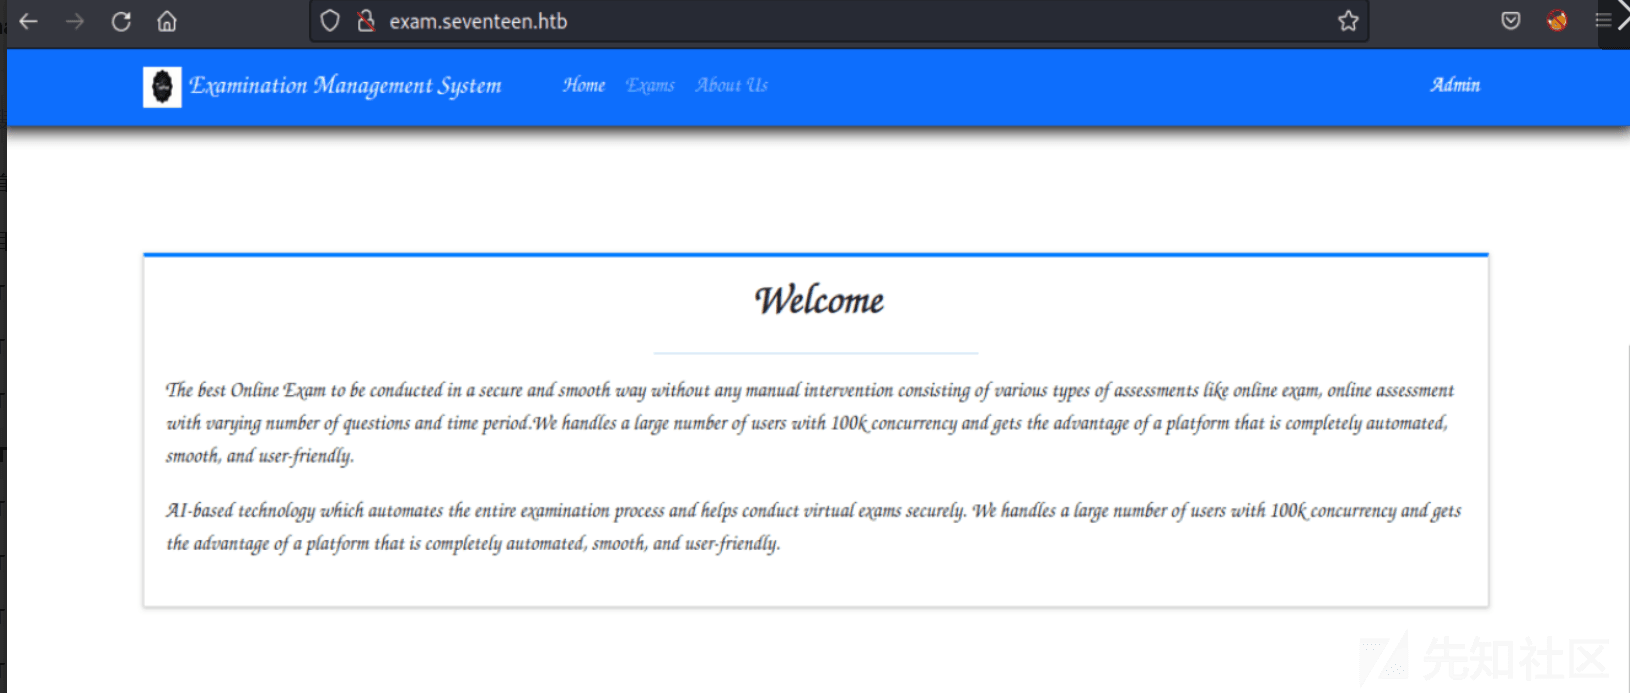 exam.seventeen.htb
Examination Management System
Home Exams About Us
Admin
Welcome
The best Online Exam to be conducted in a secure and smooth way without any manual intervention consisting of various types of assessments like online exam, online assessment
with varying number of questions and time period.We handles a large number of users with 100k concurrency and gets the advantage of a platform that is completely automated,
smooth, and user-friendly.
AI-based technology which automates the entire examination process and helps conduct virtual exams securely. We handles a large number of users with 100k concurrency and gets
the advantage of a platform that is completely automated, smooth, and user-friendly.
先知社区